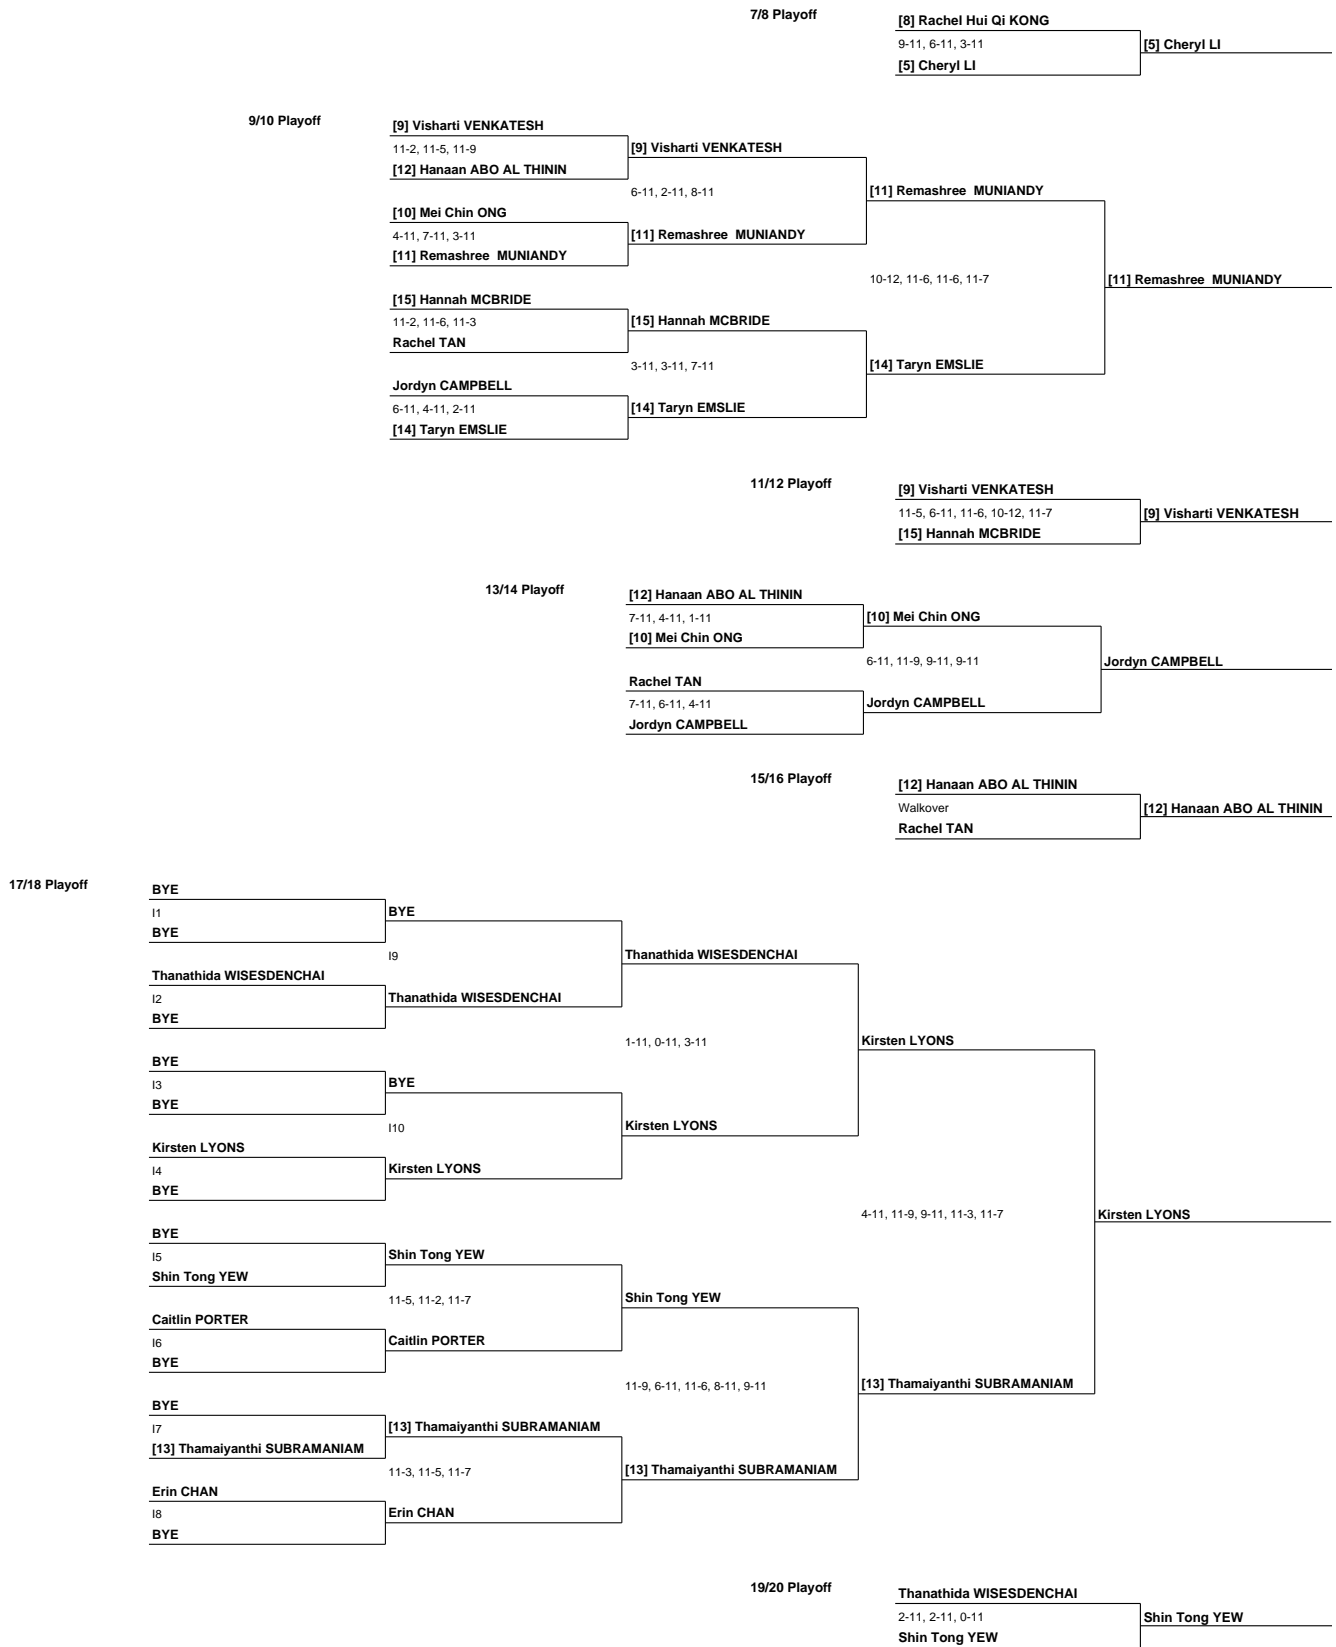 7/8 Playoff
[8] Rachel Hui Qi KONG
9-11, 6-11, 3-11
[5] Cheryl LI
[5] Cheryl LI
9/10 Playoff
[9] Visharti VENKATESH
11-2, 11-5, 11-9
[9] Visharti VENKATESH
[12] Hanaan ABO AL THININ
6-11, 2-11, 8-11
[11] Remashree MUNIANDY
[10] Mei Chin ONG
4-11, 7-11, 3-11
[11] Remashree MUNIANDY
[11] Remashree MUNIANDY
10-12, 11-6, 11-6, 11-7
[11] Remashree MUNIANDY
[15] Hannah MCBRIDE
11-2, 11-6, 11-3
[15] Hannah MCBRIDE
Rachel TAN
3-11, 3-11, 7-11
[14] Taryn EMSLIE
Jordyn CAMPBELL
6-11, 4-11, 2-11
[14] Taryn EMSLIE
[14] Taryn EMSLIE
11/12 Playoff
[9] Visharti VENKATESH
11-5, 6-11, 11-6, 10-12, 11-7
[9] Visharti VENKATESH
[15] Hannah MCBRIDE
13/14 Playoff
[12] Hanaan ABO AL THININ
7-11, 4-11, 1-11
[10] Mei Chin ONG
[10] Mei Chin ONG
6-11, 11-9, 9-11, 9-11
Jordyn CAMPBELL
Rachel TAN
7-11, 6-11, 4-11
Jordyn CAMPBELL
Jordyn CAMPBELL
15/16 Playoff
[12] Hanaan ABO AL THININ
Walkover
[12] Hanaan ABO AL THININ
Rachel TAN
17/18 Playoff
BYE
I1
BYE
BYE
I9
Thanathida WISESDENCHAI
Thanathida WISESDENCHAI
I2
Thanathida WISESDENCHAI
BYE
1-11, 0-11, 3-11
Kirsten LYONS
BYE
I3
BYE
BYE
I10
Kirsten LYONS
Kirsten LYONS
I4
Kirsten LYONS
BYE
4-11, 11-9, 9-11, 11-3, 11-7
Kirsten LYONS
BYE
I5
Shin Tong YEW
Shin Tong YEW
11-5, 11-2, 11-7
Shin Tong YEW
Caitlin PORTER
I6
Caitlin PORTER
BYE
11-9, 6-11, 11-6, 8-11, 9-11
[13] Thamaiyanthi SUBRAMANIAM
BYE
I7
[13] Thamaiyanthi SUBRAMANIAM
[13] Thamaiyanthi SUBRAMANIAM
11-3, 11-5, 11-7
[13] Thamaiyanthi SUBRAMANIAM
Erin CHAN
I8
Erin CHAN
BYE
19/20 Playoff
Thanathida WISESDENCHAI
2-11, 2-11, 0-11
Shin Tong YEW
Shin Tong YEW